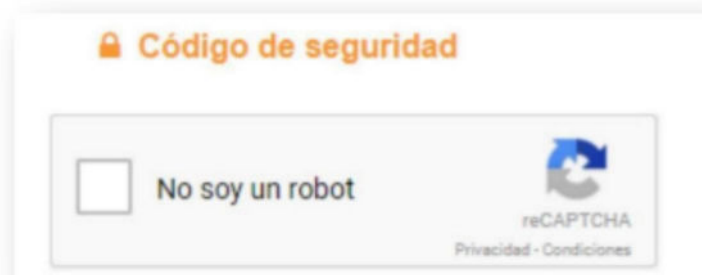 Código de seguridad
No soy un robot
reCAPTCHA
Privacidad - Condiciones